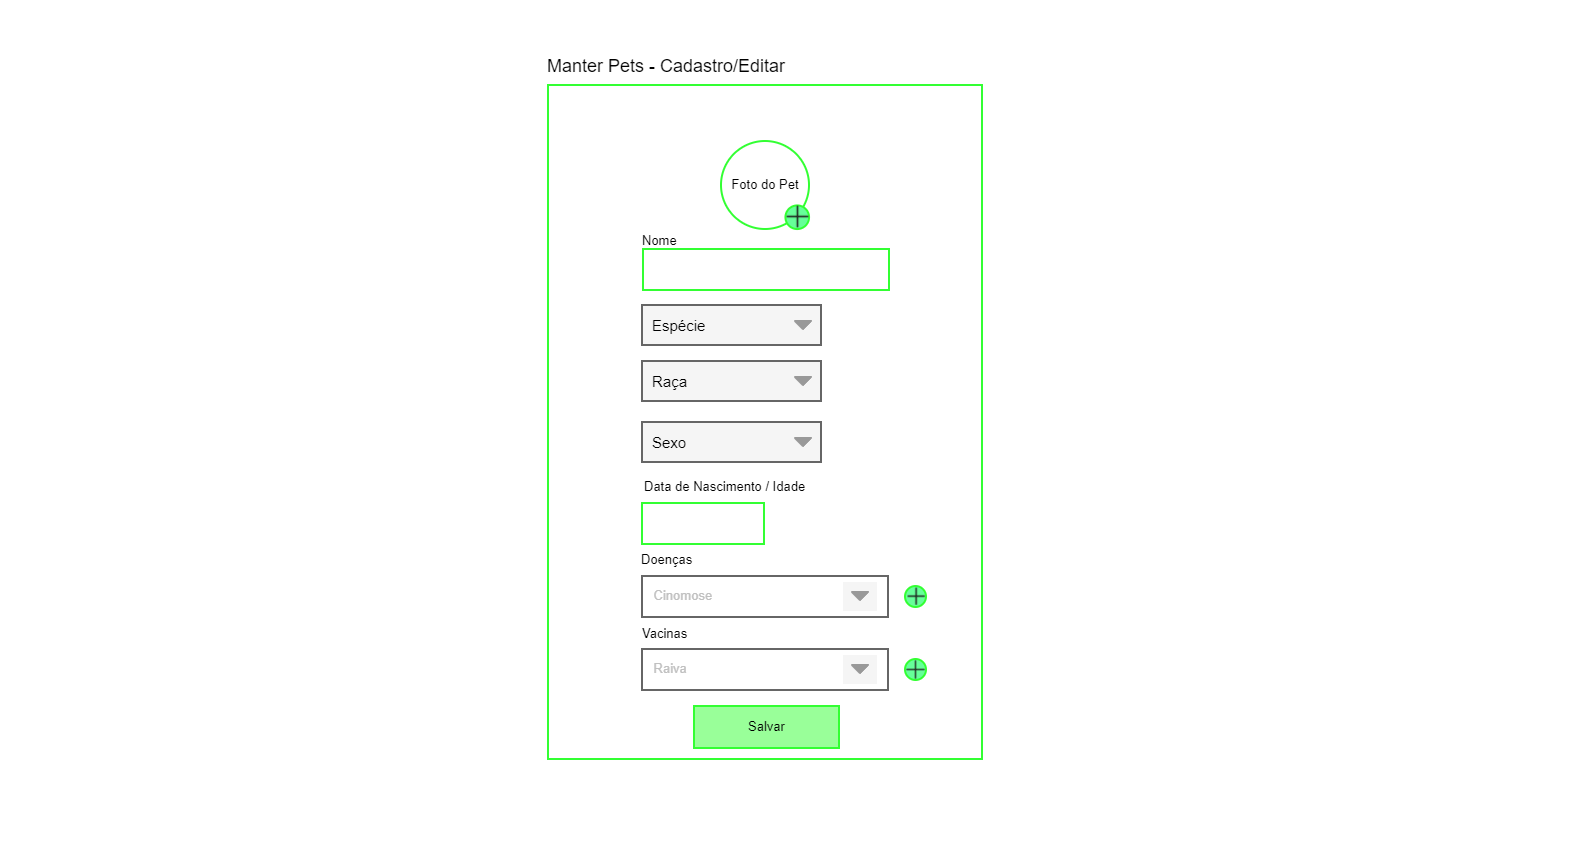 Manter Pets - Cadastro/Editar
Foto do Pet
Nome
Espécie
Raça
Sexo
Data de Nascimento / Idade
Doenças
Cinomose
Vacinas
Raiva
Salvar